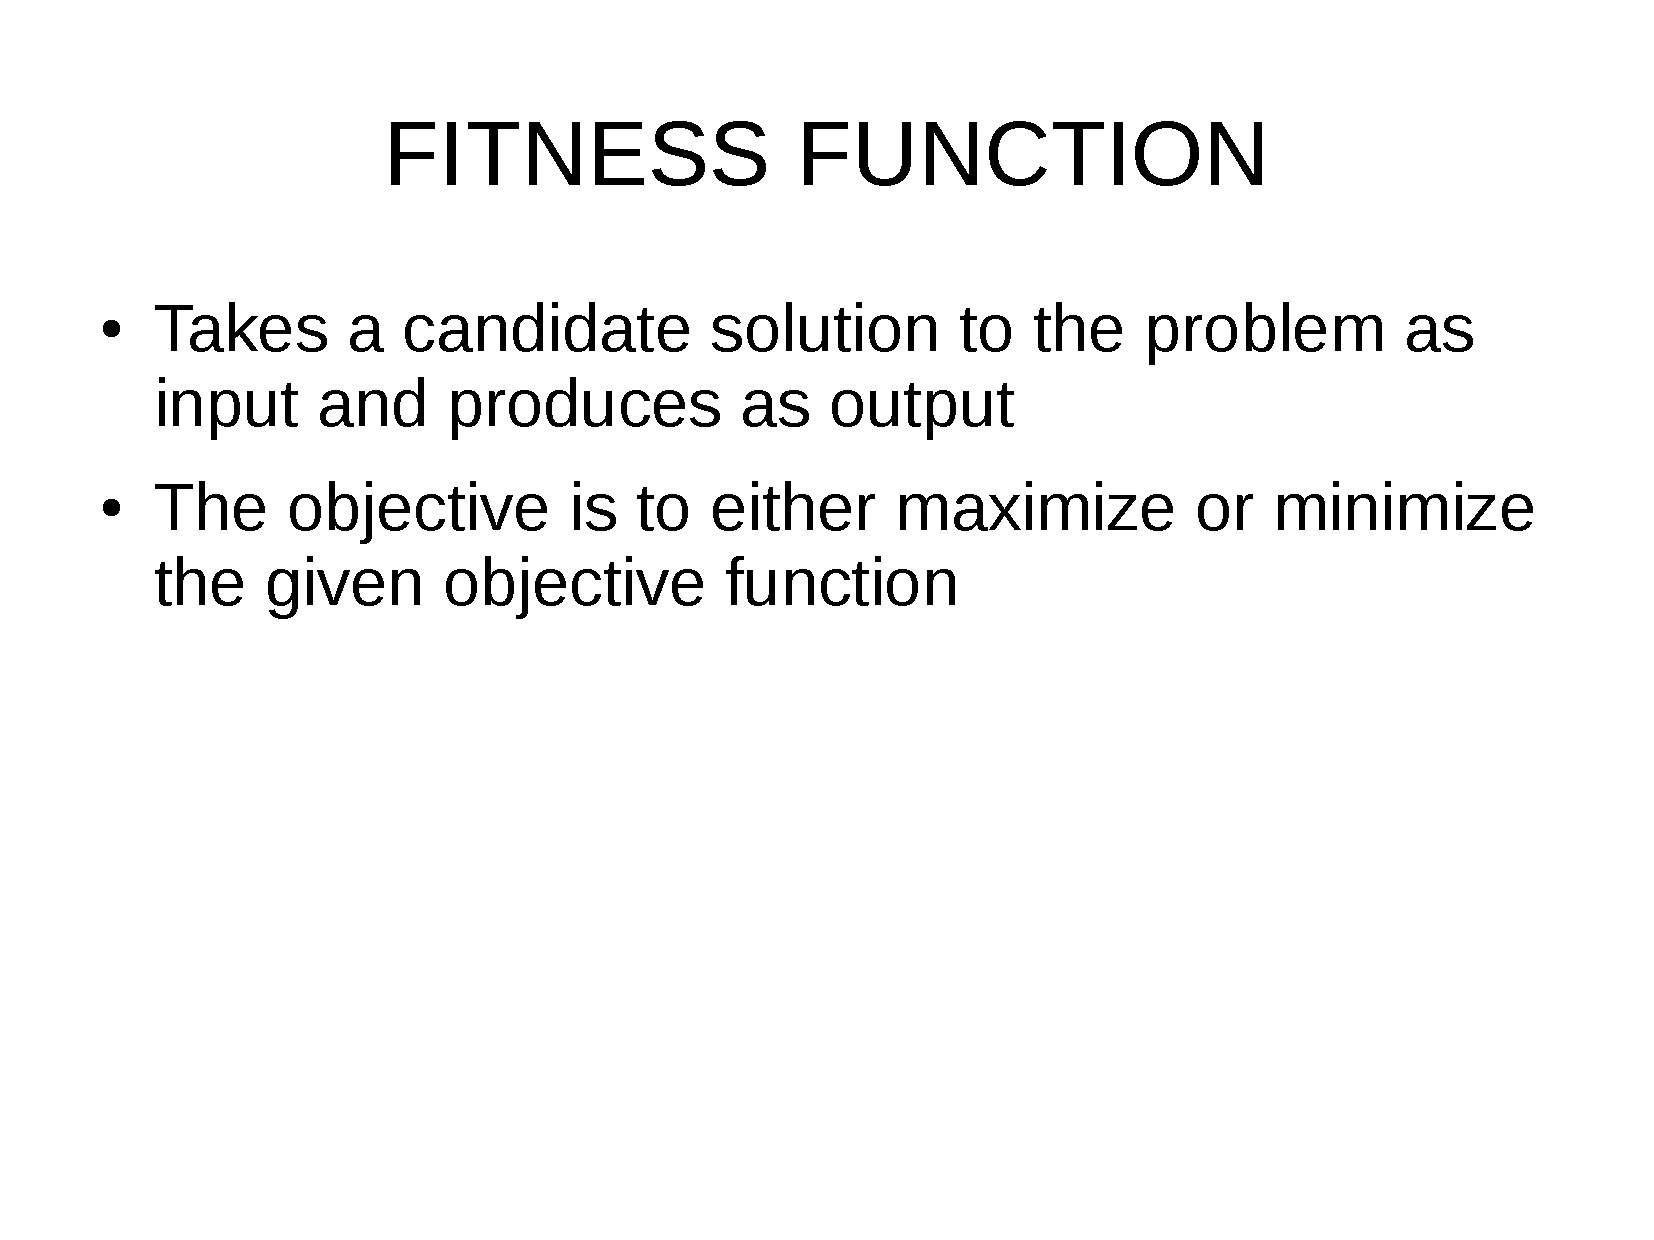 FITNESS FUNCTION
• Takes a candidate solution to the problem as
input and produces as output
• The objective is to either maximize or minimize
the given objective function